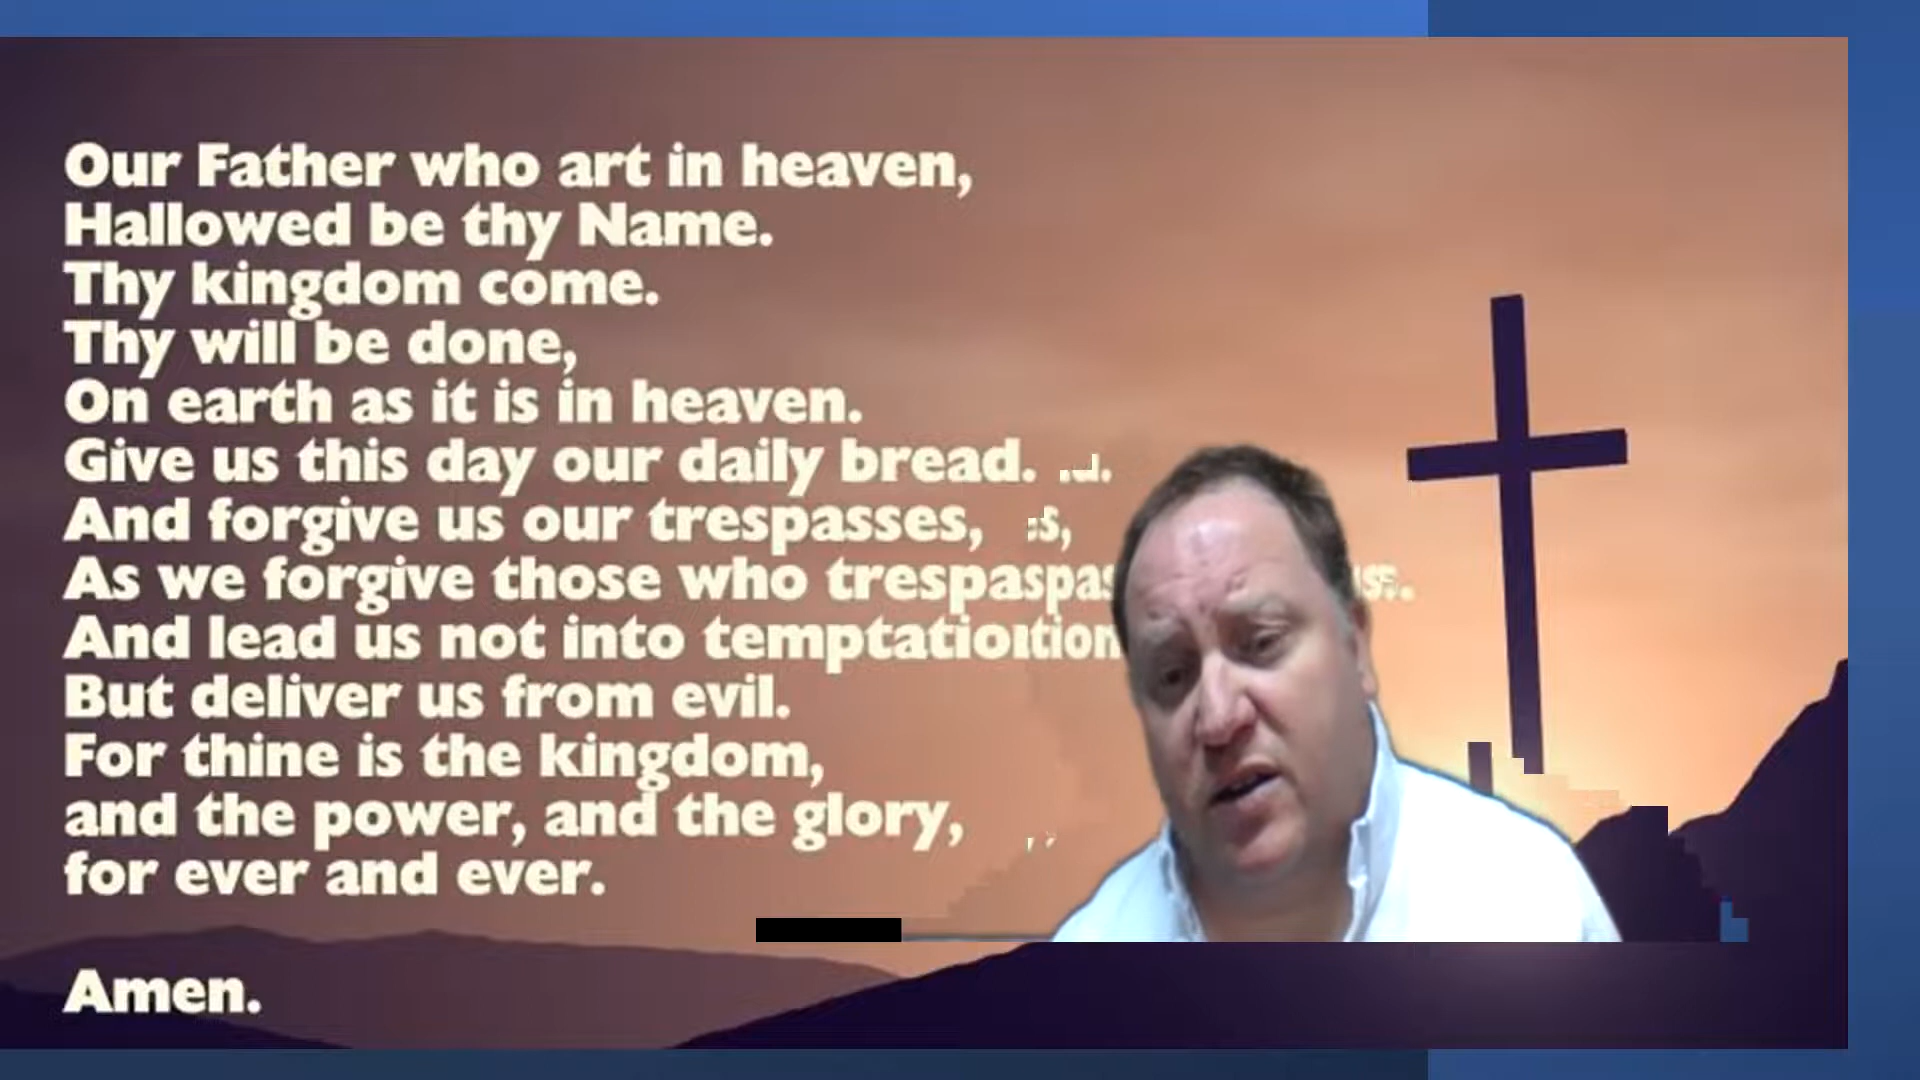 Our Father who art in heaven,
Hallowed be thy Name.
Thy kingdom come.
Thy will be done,
On earth as it is in heaven.
Give us this day our daily bread.
And forgive us our trespasses,
As we forgive those who
And lead us not into
But deliver us from evil.
For thine is the kingdom,
and the power, and the glory,
for ever and ever.
Amen.